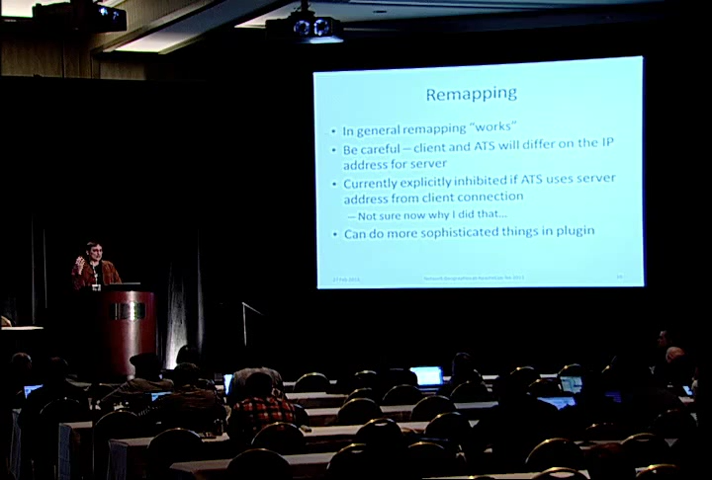 Remapping
• In general remapping "works"
• Be careful – client and ATS will differ on the IP
address for server
• Currently explicitly inhibited if ATS uses server
address from client connection
– Not sure now why I did that...
• Can do more sophisticated things in plugin